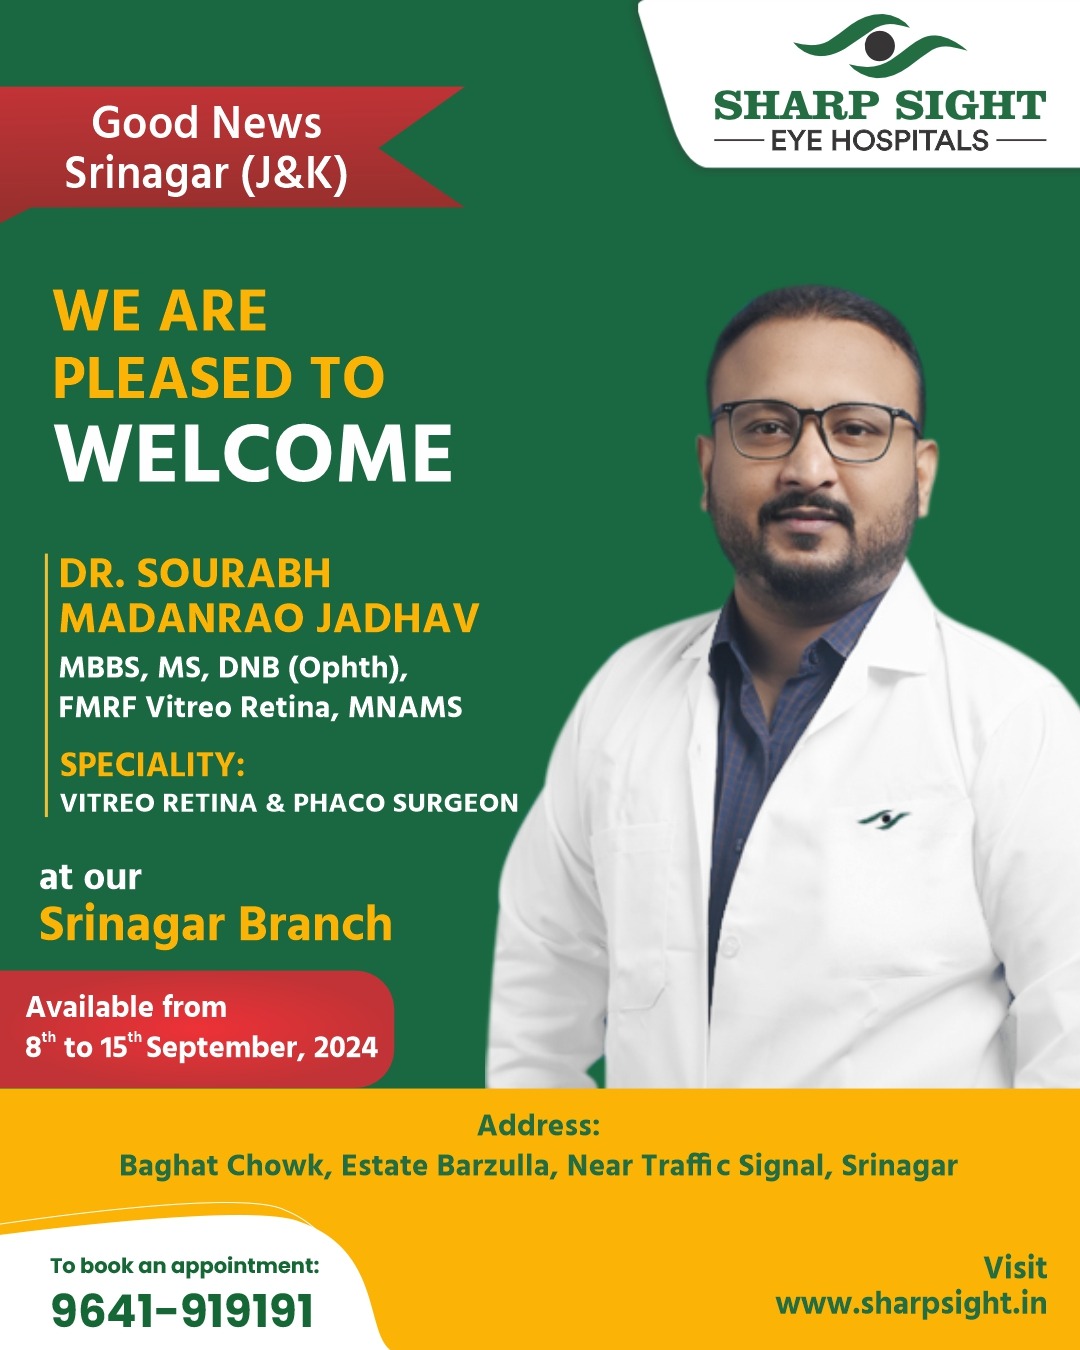 SHARP SIGHT
EYE HOSPITALS
Good News
Srinagar (J&K)
WE ARE
PLEASED TO
WELCOME
DR. SOURABH
MADANRAO JADHAV
MBBS, MS, DNB (Ophth),
FMRF Vitreo Retina, MNAMS
SPECIALITY:
VITREO RETINA & PHACO SURGEON
at our
Srinagar Branch
Available from
8th to 15th September, 2024
Address:
Baghat Chowk, Estate Barzulla, Near Traffic Signal, Srinagar
To book an appointment:
9641-919191
Visit
www.sharpsight.in